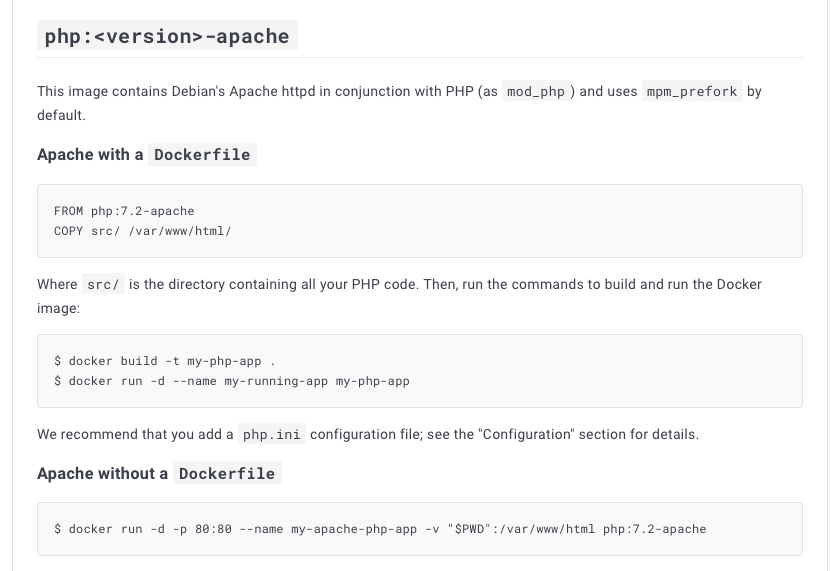 php:<version>-apache
This image contains Debian's Apache httpd in conjunction with PHP (as mod_php ) and uses mpm_prefork by
default.
Apache with a Dockerfile
FROM php:7.2-apache
COPY src/ /var/www/html/
Where src/ is the directory containing all your PHP code. Then, run the commands to build and run the Docker
image:
$ docker build -t my-php-app .
$ docker run -d --name my-running-app my-php-app
We recommend that you add a php.ini configuration file; see the "Configuration" section for details.
Apache without a Dockerfile
$ docker run -d -p 80:80 --name my-apache-php-app -v "$PWD":/var/www/html php:7.2-apache